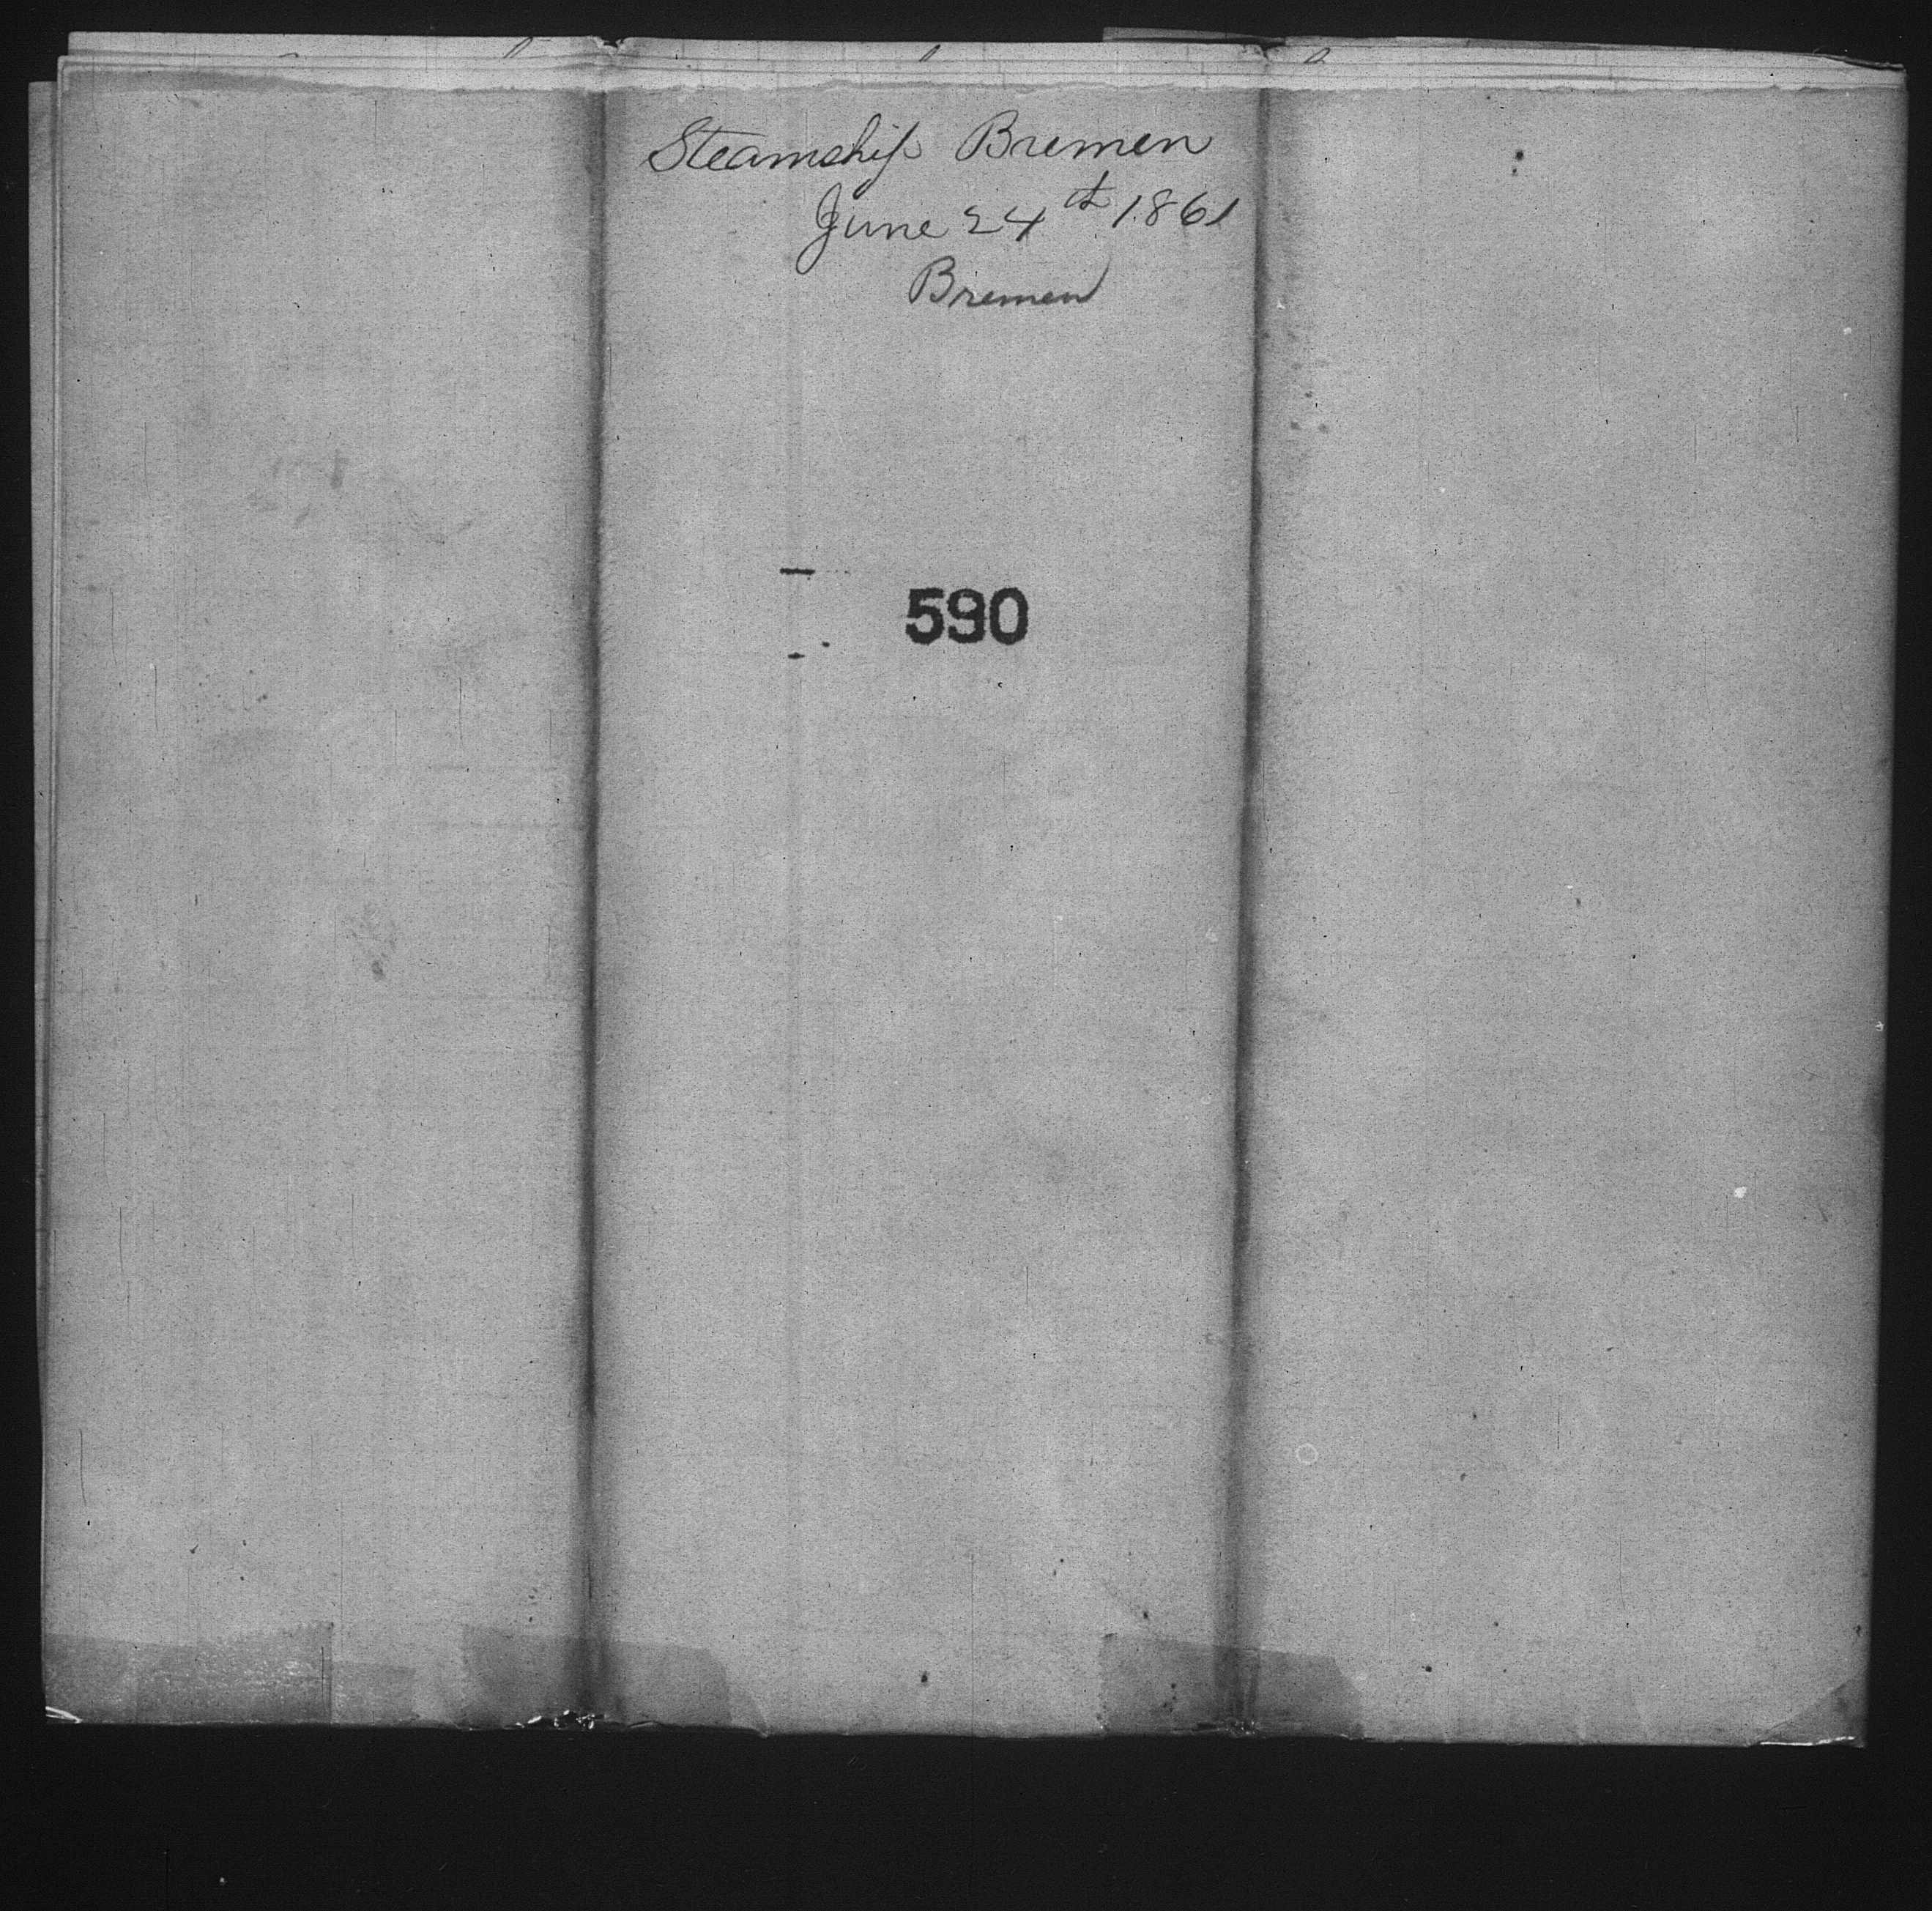 Steamship Bremen
June 24th 1861
Bremen
590